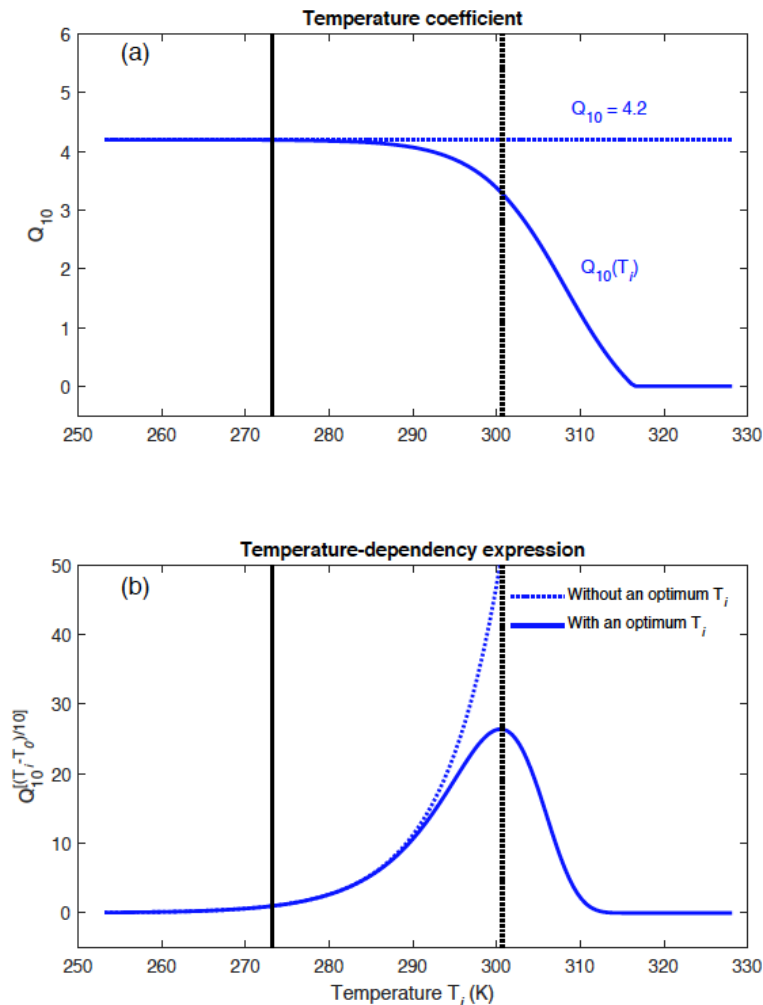 Temperature coefficient
(a)
Q10 = 4.2
Q10(Ti)
6
5
4
3
2
1
0
Q10
250 260 270 280 290 300 310 320 330
Temperature-dependency expression
(b)
Without an optimum Ti
With an optimum Ti
50
40
30
20
10
0
Q10[(Ti-T0)/10]
250 260 270 280 290 300 310 320 330
Temperature Ti (K)